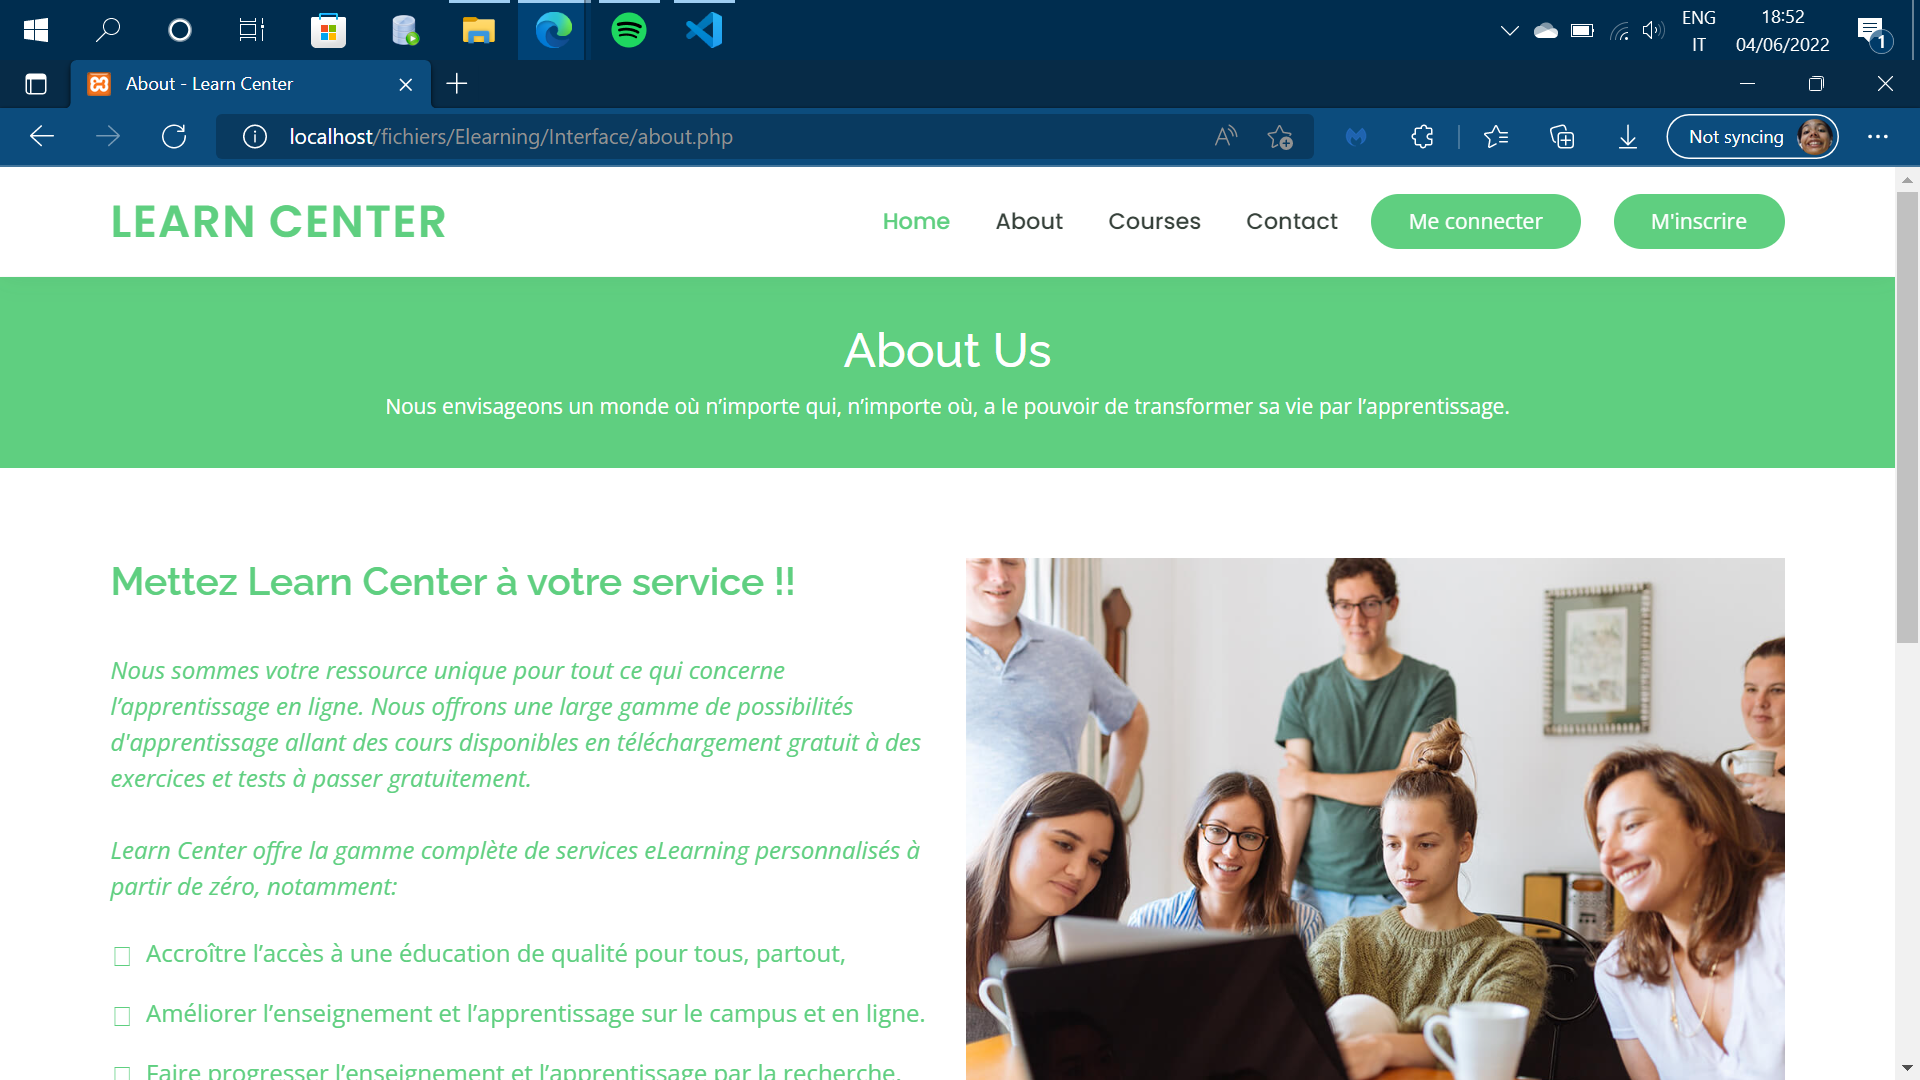 ENG
18:52
IT
04/06/2022
1
About - Learn Center
localhost/fichiers/Elearning/Interface/about.php
Not syncing
LEARN CENTER
Home
About
Courses
Contact
Me connecter
M'inscrire
About Us
Nous envisageons un monde où n’importe qui, n’importe où, a le pouvoir de transformer sa vie par l’apprentissage.
Mettez Learn Center à votre service !!
Nous sommes votre ressource unique pour tout ce qui concerne
l’apprentissage en ligne. Nous offrons une large gamme de possibilités
d'apprentissage allant des cours disponibles en téléchargement gratuit à des
exercices et tests à passer gratuitement.
Learn Center offre la gamme complète de services eLearning personnalisés à
partir de zéro, notamment:
Accroître l’accès à une éducation de qualité pour tous, partout,
Améliorer l’enseignement et l’apprentissage sur le campus et en ligne.
Faire progresser l’enseignement et l’apprentissage par la recherche.